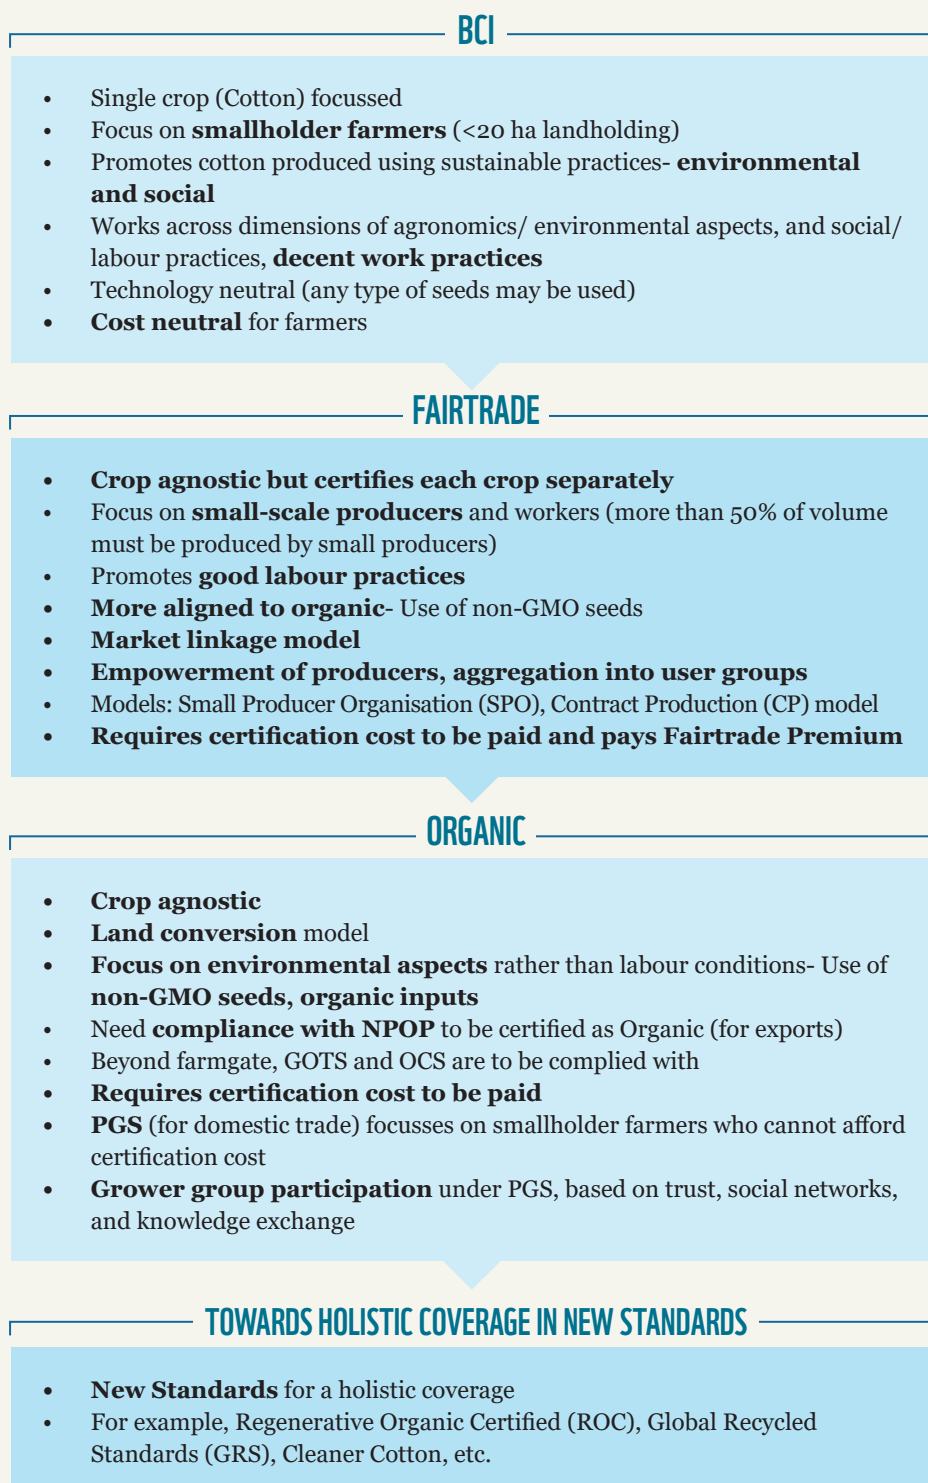 BCI
• Single crop (Cotton) focussed
• Focus on smallholder farmers (<20 ha landholding)
• Promotes cotton produced using sustainable practices- environmental
and social
• Works across dimensions of agronomics/ environmental aspects, and social/
labour practices, decent work practices
• Technology neutral (any type of seeds may be used)
• Cost neutral for farmers
FAIRTRADE
• Crop agnostic but certifies each crop separately
• Focus on small-scale producers and workers (more than 50% of volume
must be produced by small producers)
• Promotes good labour practices
• More aligned to organic- Use of non-GMO seeds
• Market linkage model
• Empowerment of producers, aggregation into user groups
• Models: Small Producer Organisation (SPO), Contract Production (CP) model
• Requires certification cost to be paid and pays Fairtrade Premium
ORGANIC
• Crop agnostic
• Land conversion model
• Focus on environmental aspects rather than labour conditions- Use of
non-GMO seeds, organic inputs
• Need compliance with NPOP to be certified as Organic (for exports)
• Beyond farmgate, GOTS and OCS are to be complied with
• Requires certification cost to be paid
• PGS (for domestic trade) focusses on smallholder farmers who cannot afford
certification cost
• Grower group participation under PGS, based on trust, social networks,
and knowledge exchange
TOWARDS HOLISTIC COVERAGE IN NEW STANDARDS
• New Standards for a holistic coverage
• For example, Regenerative Organic Certified (ROC), Global Recycled
Standards (GRS), Cleaner Cotton, etc.